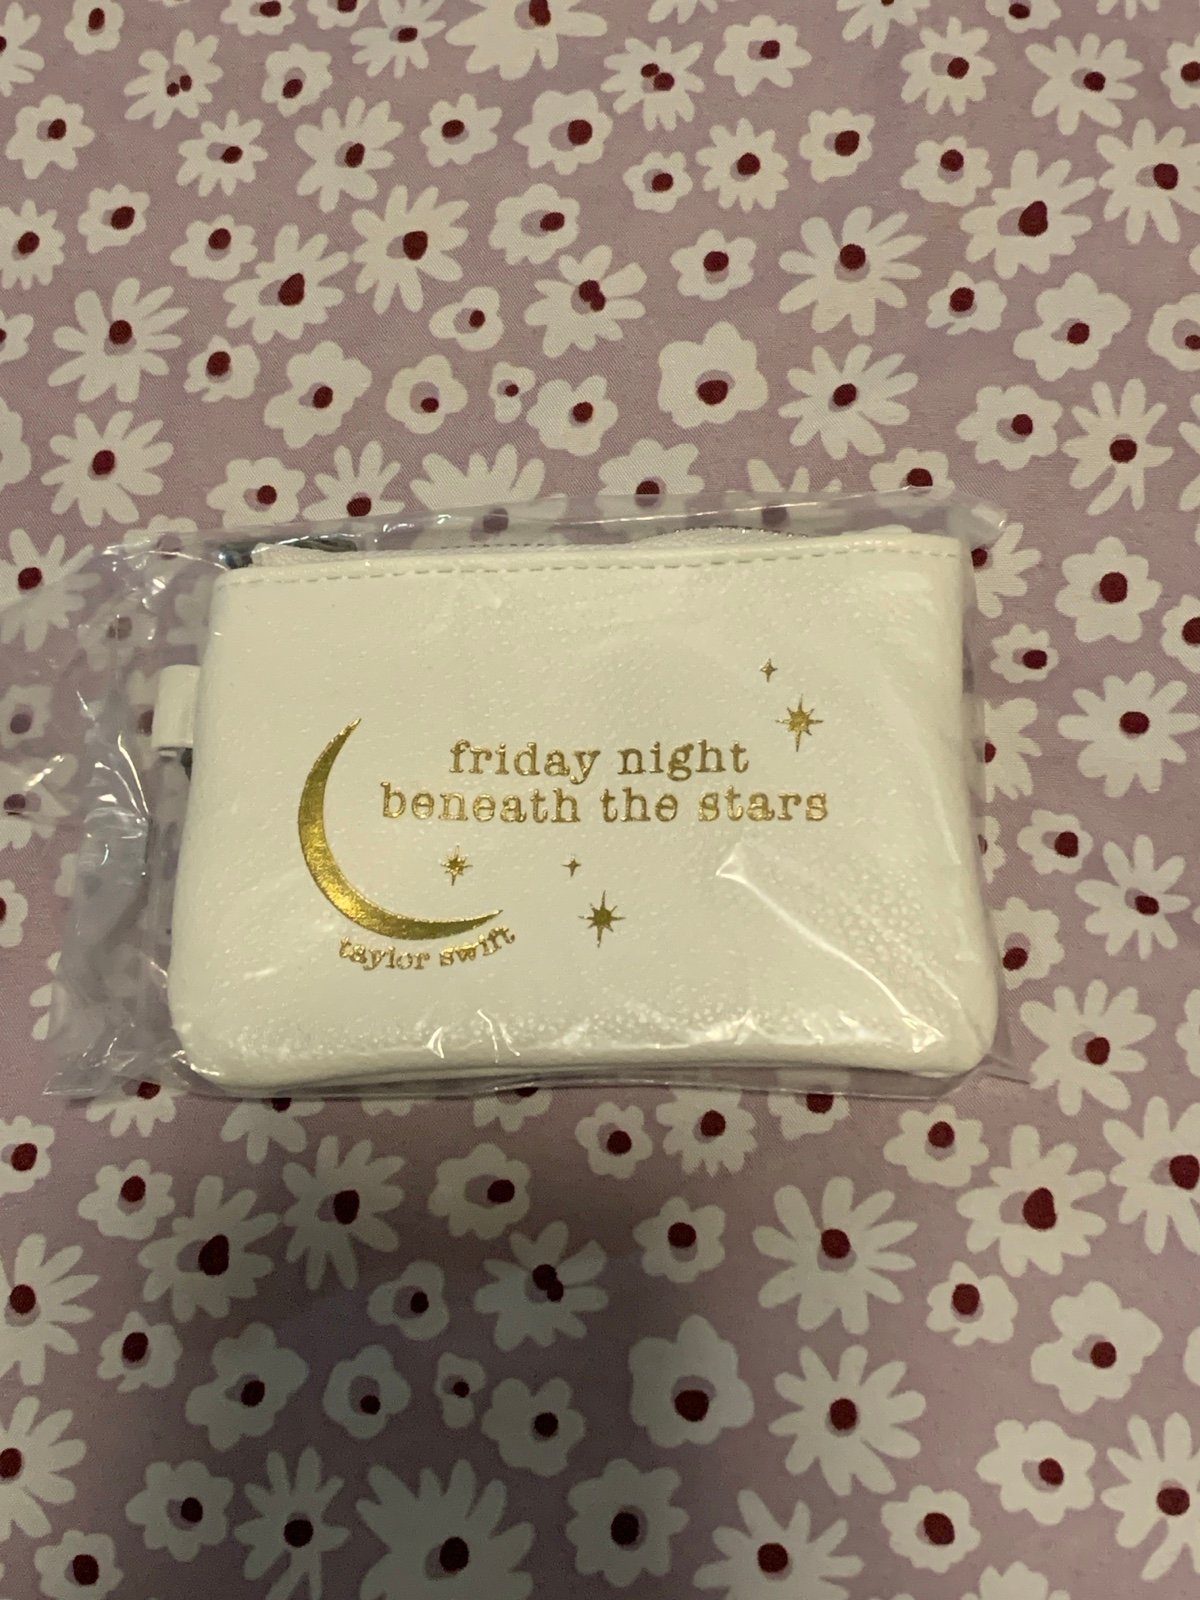 friday night
beneath the stars
taylor swift